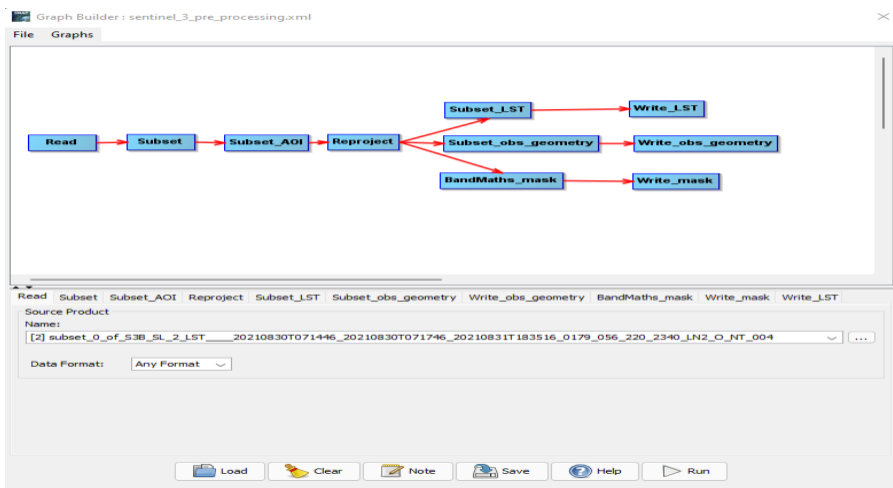 Graph Builder : sentinel_3_pre_processing.xml
File Graphs
Subset_LST Write_LST
Read Subset Subset_AOI Reproject Subset_obs_geometry Write_obs_geometry
BandMaths_mask Write_mask
Read Subset Subset_AOI Reproject Subset_LST Subset_obs_geometry Write_obs_geometry BandMaths_mask Write_mask Write_LST
Source Product
Name:
[2] subset_0_of_S3B_SL_2_LST____20210830T071446_20210830T071746_20210831T183516_0179_056_220_2340_LN2_O_NT_004 ...
Data Format: Any Format
Load Clear Note Save Help Run